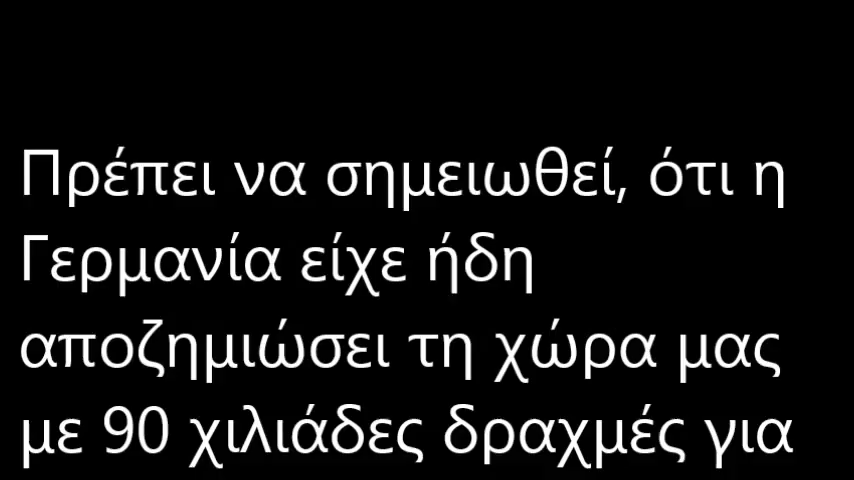 Πρέπει να σημειωθεί, ότι η
Γερμανία είχε ήδη
αποζημιώσει τη χώρα μας
με 90 χιλιάδες δραχμές για